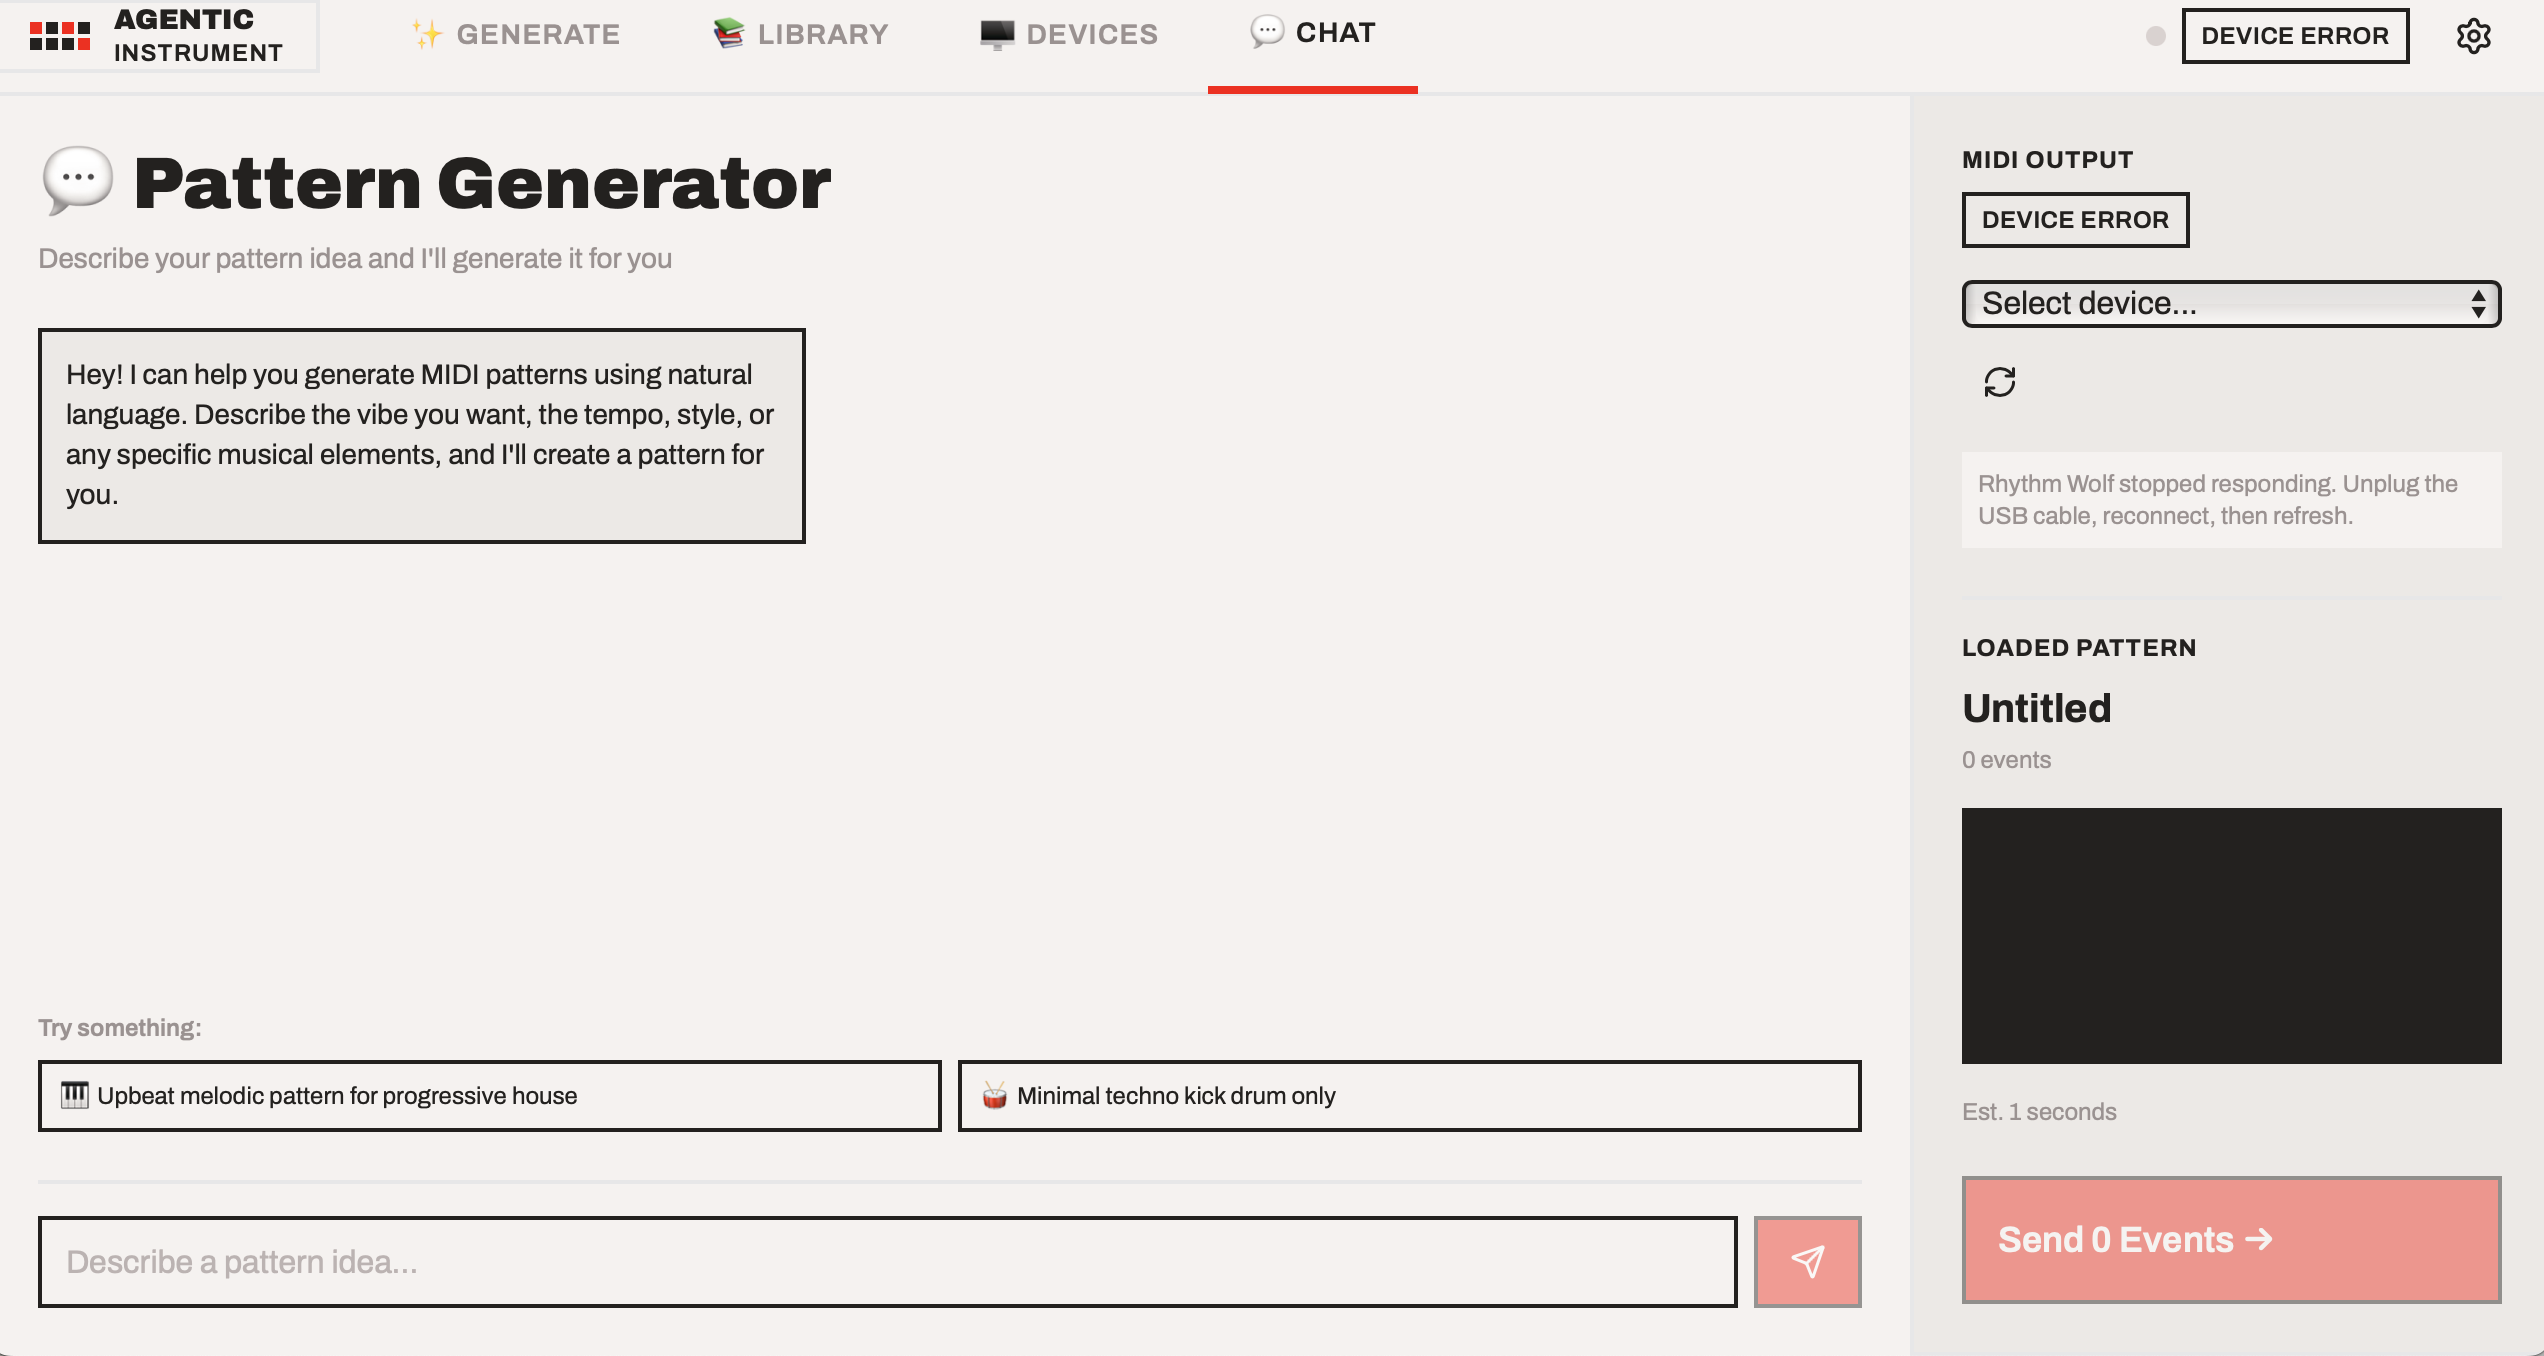 AGENTIC
INSTRUMENT
GENERATE
LIBRARY
DEVICES
CHAT
DEVICE ERROR
Pattern Generator
Describe your pattern idea and I'll generate it for you
Hey! I can help you generate MIDI patterns using natural
language. Describe the vibe you want, the tempo, style, or
any specific musical elements, and I'll create a pattern for
you.
Try something:
Upbeat melodic pattern for progressive house
Minimal techno kick drum only
Describe a pattern idea...
MIDI OUTPUT
DEVICE ERROR
Select device...
Rhythm Wolf stopped responding. Unplug the
USB cable, reconnect, then refresh.
LOADED PATTERN
Untitled
0 events
Est. 1 seconds
Send 0 Events →